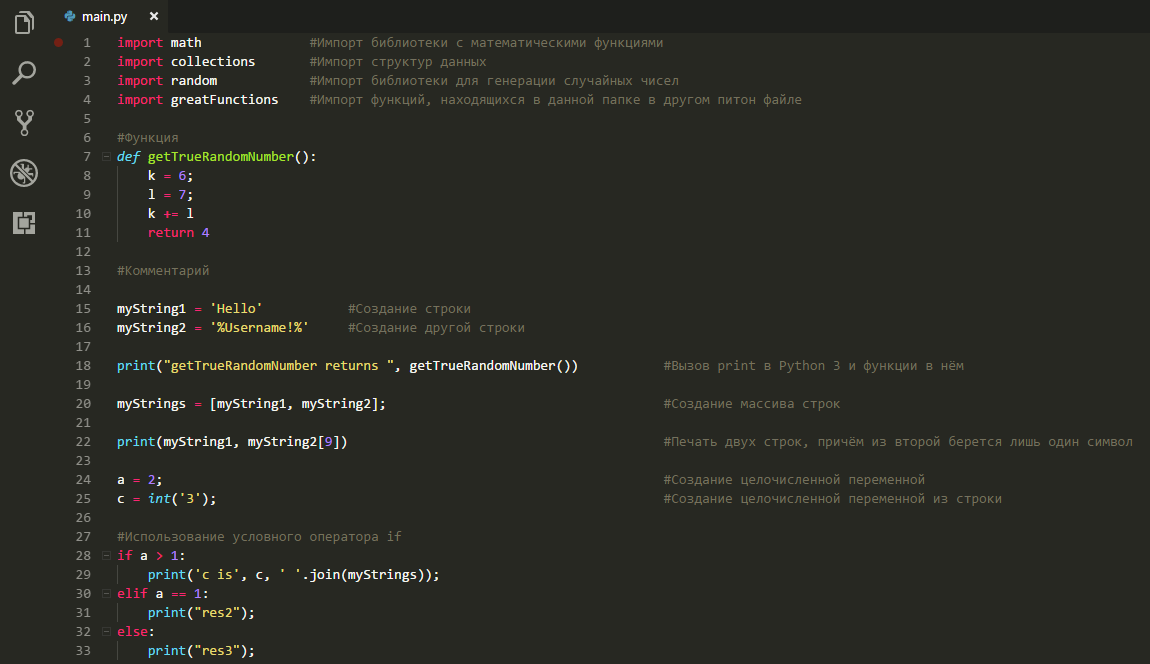 main.py
1 import math #Импорт библиотеки с математическими функциями
2 import collections #Импорт структур данных
3 import random #Импорт библиотеки для генерации случайных чисел
4 import greatFunctions #Импорт функций, находящихся в данной папке в другом питон файле
5
6 #Функция
7 def getTrueRandomNumber():
8 k = 6;
9 l = 7;
10 k += l
11 return 4
12
13 #Комментарий
14
15 myString1 = 'Hello' #Создание строки
16 myString2 = '%Username!%' #Создание другой строки
17
18 print("getTrueRandomNumber returns ", getTrueRandomNumber()) #Вызов print в Python 3 и функции в нём
19
20 myStrings = [myString1, myString2]; #Создание массива строк
21
22 print(myString1, myString2[9]) #Печать двух строк, причём из второй берется лишь один символ
23
24 a = 2; #Создание целочисленной переменной
25 c = int('3'); #Создание целочисленной переменной из строки
26
27 #Использование условного оператора if
28 if a > 1:
29 print('c is', c, ' '.join(myStrings));
30 elif a == 1:
31 print("res2");
32 else:
33 print("res3");